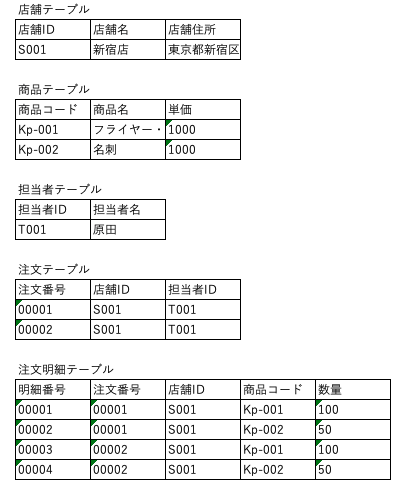 店舗テーブル
店舗ID 店舗名 店舗住所
S001 新宿店 東京都新宿区
商品テーブル
商品コード 商品名 単価
Kp-001 フライヤー・ 1000
Kp-002 名刺 1000
担当者テーブル
担当者ID 担当者名
T001 原田
注文テーブル
注文番号 店舗ID 担当者ID
00001 S001 T001
00002 S001 T001
注文明細テーブル
明細番号 注文番号 店舗ID 商品コード 数量
00001 00001 S001 Kp-001 100
00002 00001 S001 Kp-002 50
00003 00002 S001 Kp-001 100
00004 00002 S001 Kp-002 50